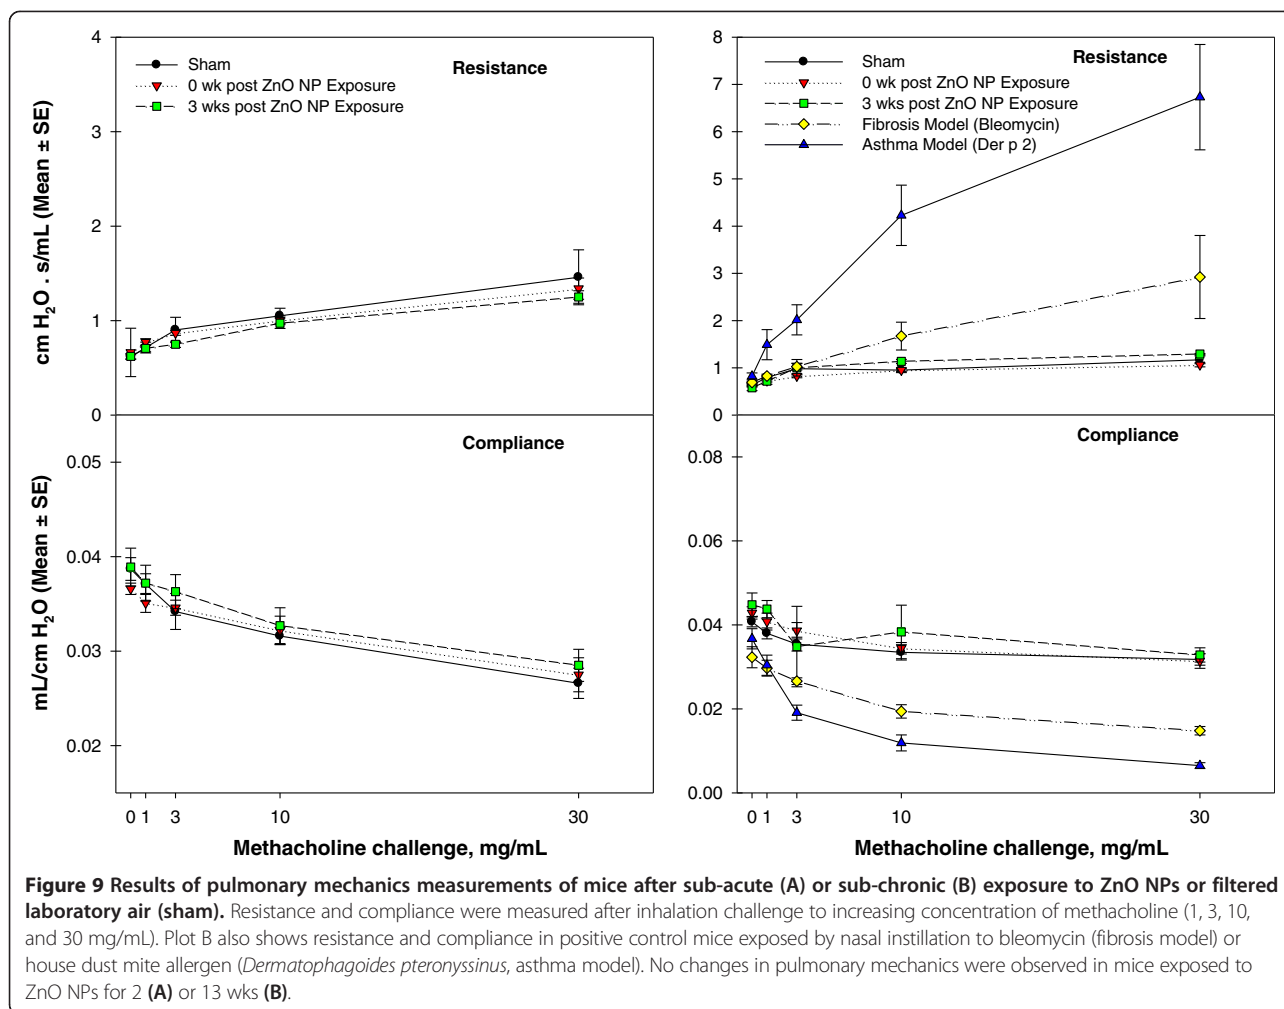 4
3
2
1
0
cm H₂O . s/mL (Mean ± SE)
Sham
0 wk post ZnO NP Exposure
3 wks post ZnO NP Exposure
Resistance
8
7
6
5
4
3
2
1
0
Sham
0 wk post ZnO NP Exposure
3 wks post ZnO NP Exposure
Fibrosis Model (Bleomycin)
Asthma Model (Der p 2)
Resistance
0.05
0.04
0.03
0.02
mL/cm H₂O (Mean ± SE)
Compliance
0 1 3 10 30
Methacholine challenge, mg/mL
0.08
0.06
0.04
0.02
0.00
Compliance
0 1 3 10 30
Methacholine challenge, mg/mL
Figure 9 Results of pulmonary mechanics measurements of mice after sub-acute (A) or sub-chronic (B) exposure to ZnO NPs or filtered
laboratory air (sham). Resistance and compliance were measured after inhalation challenge to increasing concentration of methacholine (1, 3, 10,
and 30 mg/mL). Plot B also shows resistance and compliance in positive control mice exposed by nasal instillation to bleomycin (fibrosis model) or
house dust mite allergen (Dermatophagoides pteronyssinus, asthma model). No changes in pulmonary mechanics were observed in mice exposed to
ZnO NPs for 2 (A) or 13 wks (B).